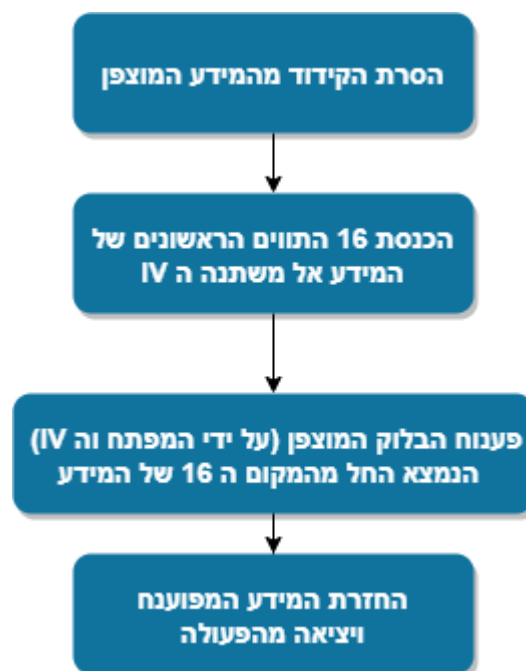 הסרת הקידוד מהמידע המוצפן
הכנסת 16 התווים הראשונים של
המידע אל משתנה ה IV
פענוח הבלוק המוצפן (על ידי המפתח וה IV)
הנמצא החל מהמקום ה 16 של המידע
החזרת המידע המפוענח
ויציאה מהפעולה